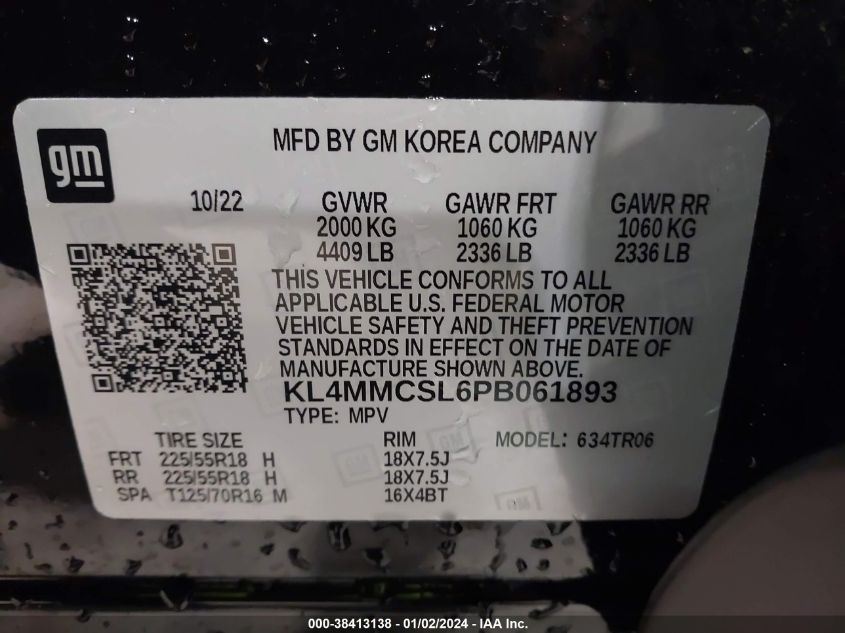 MFD BY GM KOREA COMPANY
gm
10/22 GVWR GAWR FRT GAWR RR
2000 KG 1060 KG 1060 KG
4409 LB 2336 LB 2336 LB
THIS VEHICLE CONFORMS TO ALL
APPLICABLE U.S. FEDERAL MOTOR
VEHICLE SAFETY AND THEFT PREVENTION
STANDARDS IN EFFECT ON THE DATE OF
MANUFACTURE SHOWN ABOVE.
KL4MMCSL6PB061893
TYPE: MPV
TIRE SIZE RIM MODEL: 634TR06
FRT 225/55R18 H 18X7.5J
RR 225/55R18 H 18X7.5J
SPA T125/70R16 M 16X4BT
000-38413138 - 01/02/2024 - IAA Inc.